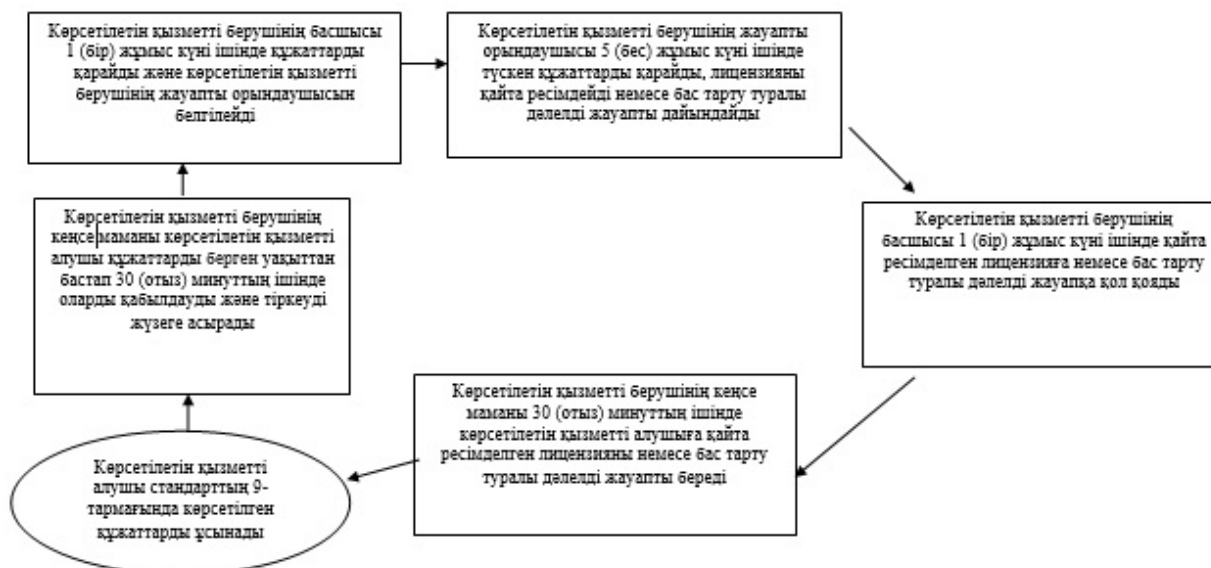 Көрсетілетін қызметті берушінің басшысы
1 (бір) жұмыс күні ішінде құжаттарды
қарайды және көрсетілетін қызметті
берушінің жауапты орындаушысын
белгілейді
Көрсетілетін қызметті берушінің жауапты
орындаушысы 5 (бес) жұмыс күні ішінде
түскен құжаттарды қарайды, лицензияны
қайта ресімдейді немесе бас тарту туралы
дәлелді жауапты дайындайды
Көрсетілетін қызметті берушінің
кеңсе маманы көрсетілетін қызметті
алушы құжаттарды берген уақыттан
бастап 30 (отыз) минуттың ішінде
оларды қабылдауды және тіркеуді
жүзеге асырады
Көрсетілетін қызметті берушінің
басшысы 1 (бір) жұмыс күні ішінде қайта
ресімделген лицензияға немесе бас тарту
туралы дәлелді жауапқа қол қояды
Көрсетілетін қызметті берушінің кеңсе
маманы 30 (отыз) минуттың ішінде
көрсетілетін қызметті алушыға қайта
ресімделген лицензияны немесе бас тарту
туралы дәлелді жауапты береді
Көрсетілетін қызметті
алушы стандарттың 9-
тармағында көрсетілген
құжаттарды ұсынады